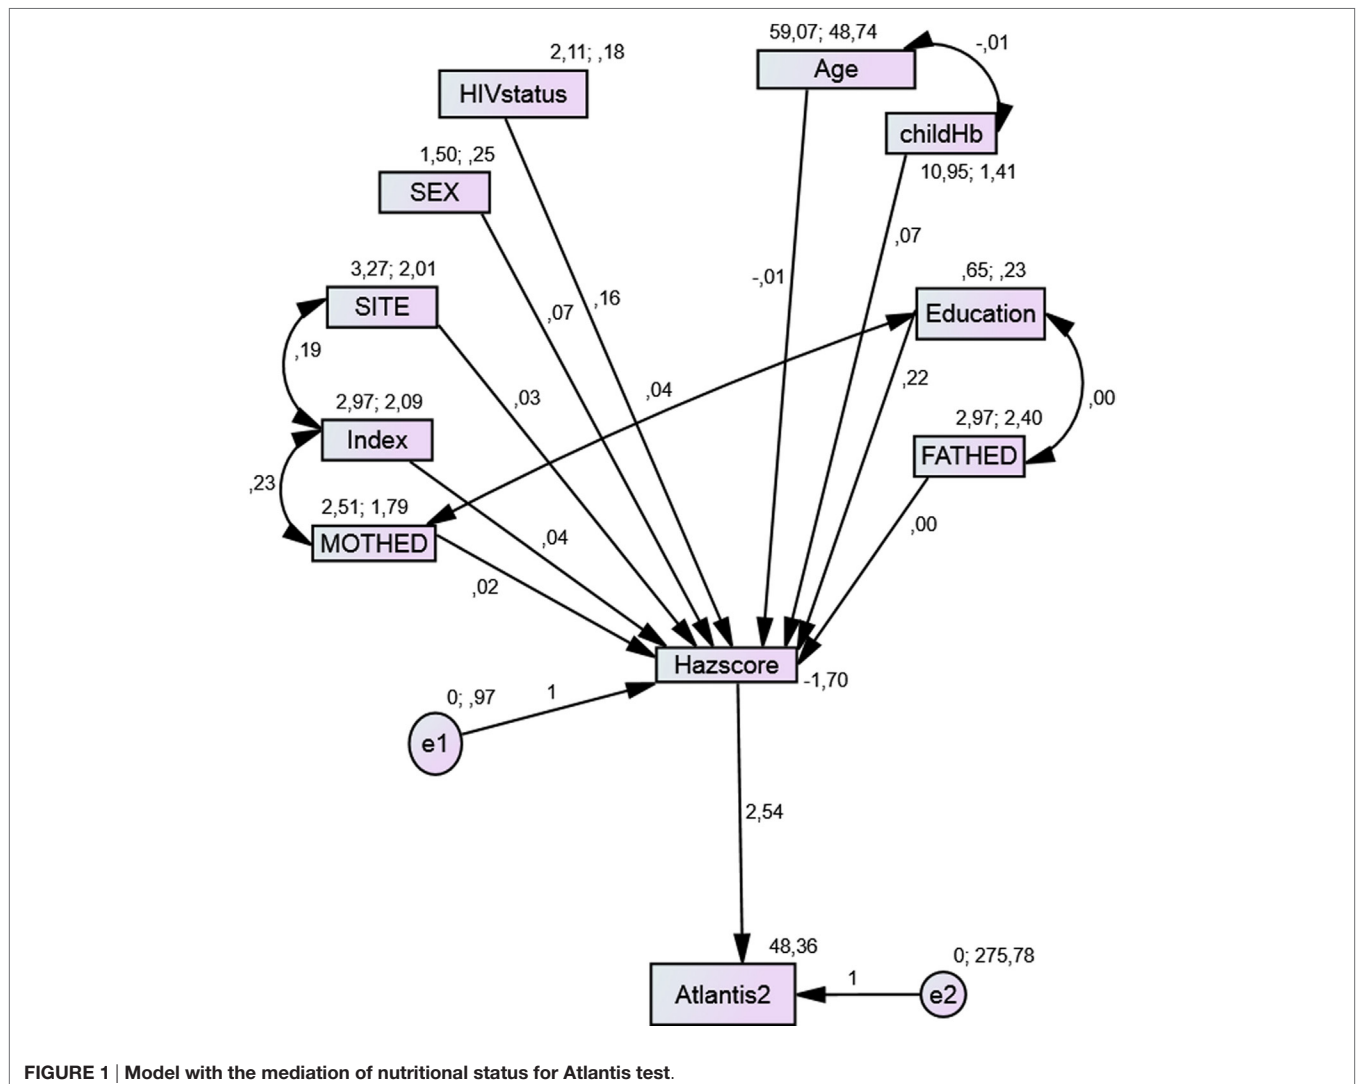 59,07; 48,74
-,01
2,11; ,18
Age
HIVstatus
childHb
1,50; ,25
10,95; 1,41
SEX
,07
3,27; 2,01
,65; ,23
-,01
SITE
,16
Education
,07
,19
,22
,04
,03
,00
2,97; 2,09
2,97; 2,40
Index
FATHED
,23
2,51; 1,79
,00
MOTHED
,04
,02
Hazscore
-1,70
0; ,97
1
e1
2,54
48,36
0; 275,78
1
Atlantis2
e2
FIGURE 1 | Model with the mediation of nutritional status for Atlantis test.